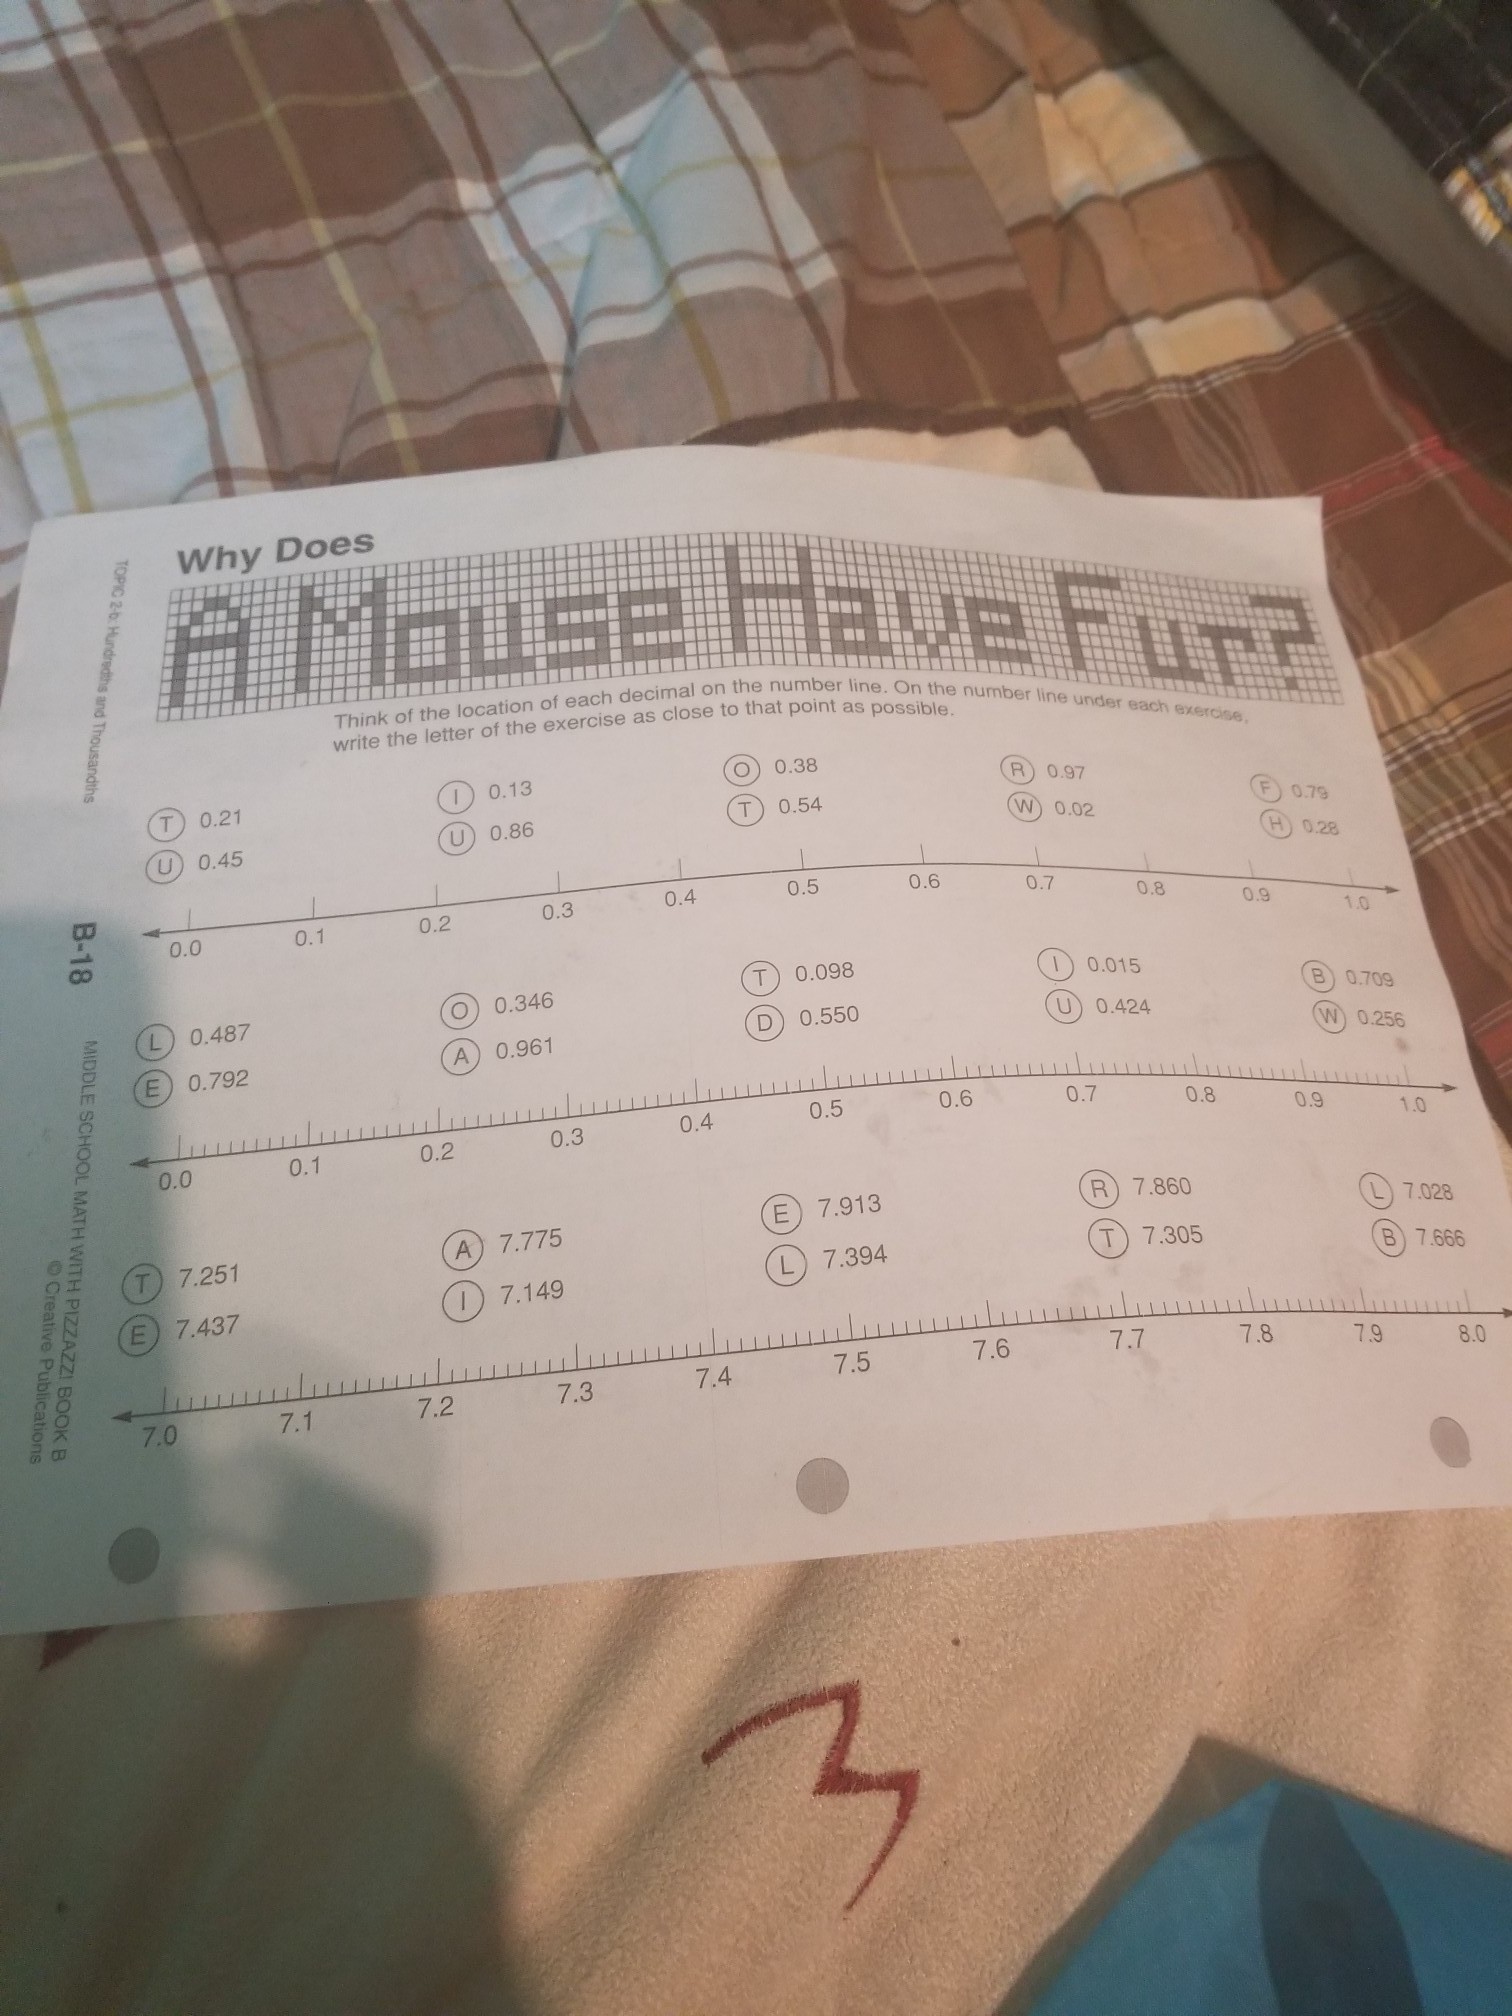 Why Does
A Mouse Have Fur?
Think of the location of each decimal on the number line. On the number line under each exercise,
write the letter of the exercise as close to that point as possible.
T 0.21 I 0.13 O 0.38 R 0.97 F 0.79
U 0.45 U 0.86 T 0.54 W 0.02 H 0.28
0.0 0.1 0.2 0.3 0.4 0.5 0.6 0.7 0.8 0.9 1.0
L 0.487 O 0.346 T 0.098 I 0.015 B 0.709
E 0.792 A 0.961 D 0.550 U 0.424 W 0.256
0.0 0.1 0.2 0.3 0.4 0.5 0.6 0.7 0.8 0.9 1.0
T 7.251 A 7.775 E 7.913 R 7.860 L 7.028
E 7.437 I 7.149 L 7.394 T 7.305 B 7.666
7.0 7.1 7.2 7.3 7.4 7.5 7.6 7.7 7.8 7.9 8.0
TOPIC 2-b: Hundredths and Thousandths
B-18
MIDDLE SCHOOL MATH WITH PIZZAZZ! BOOK B
© Creative Publications